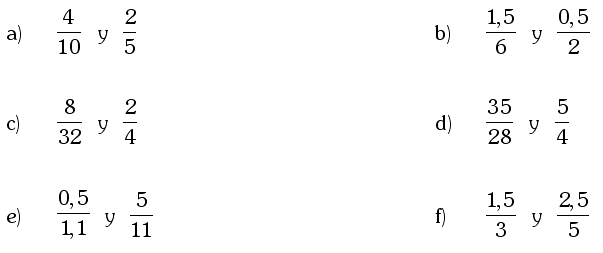 a) 4/10 y 2/5 b) 1,5/6 y 0,5/2
c) 8/32 y 2/4 d) 35/28 y 5/4
e) 0,5/1,1 y 5/11 f) 1,5/3 y 2,5/5